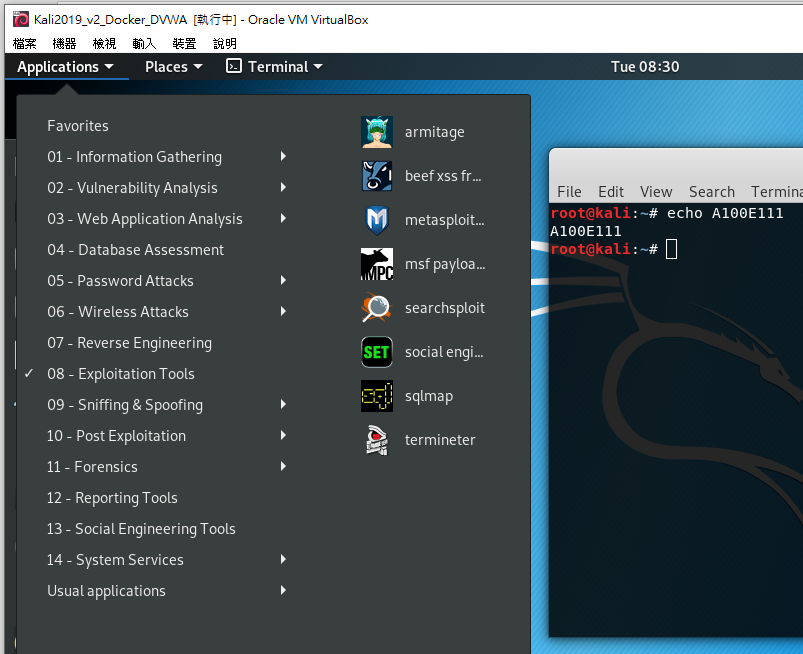 Kali2019_v2_Docker_DVWA [執行中] - Oracle VM VirtualBox
檔案 機器 檢視 輸入 裝置 說明
Applications Places Terminal Tue 08:30
Favorites
01 - Information Gathering
02 - Vulnerability Analysis
03 - Web Application Analysis
04 - Database Assessment
05 - Password Attacks
06 - Wireless Attacks
07 - Reverse Engineering
08 - Exploitation Tools
09 - Sniffing & Spoofing
10 - Post Exploitation
11 - Forensics
12 - Reporting Tools
13 - Social Engineering Tools
14 - System Services
Usual applications
armitage
beef xss fr...
metasploit...
MPC
msf payloa...
searchsploit
SET
social engi...
sql
sqlmap
termineter
File Edit View Search Termina
root@kali:~# echo A100E111
A100E111
root@kali:~#